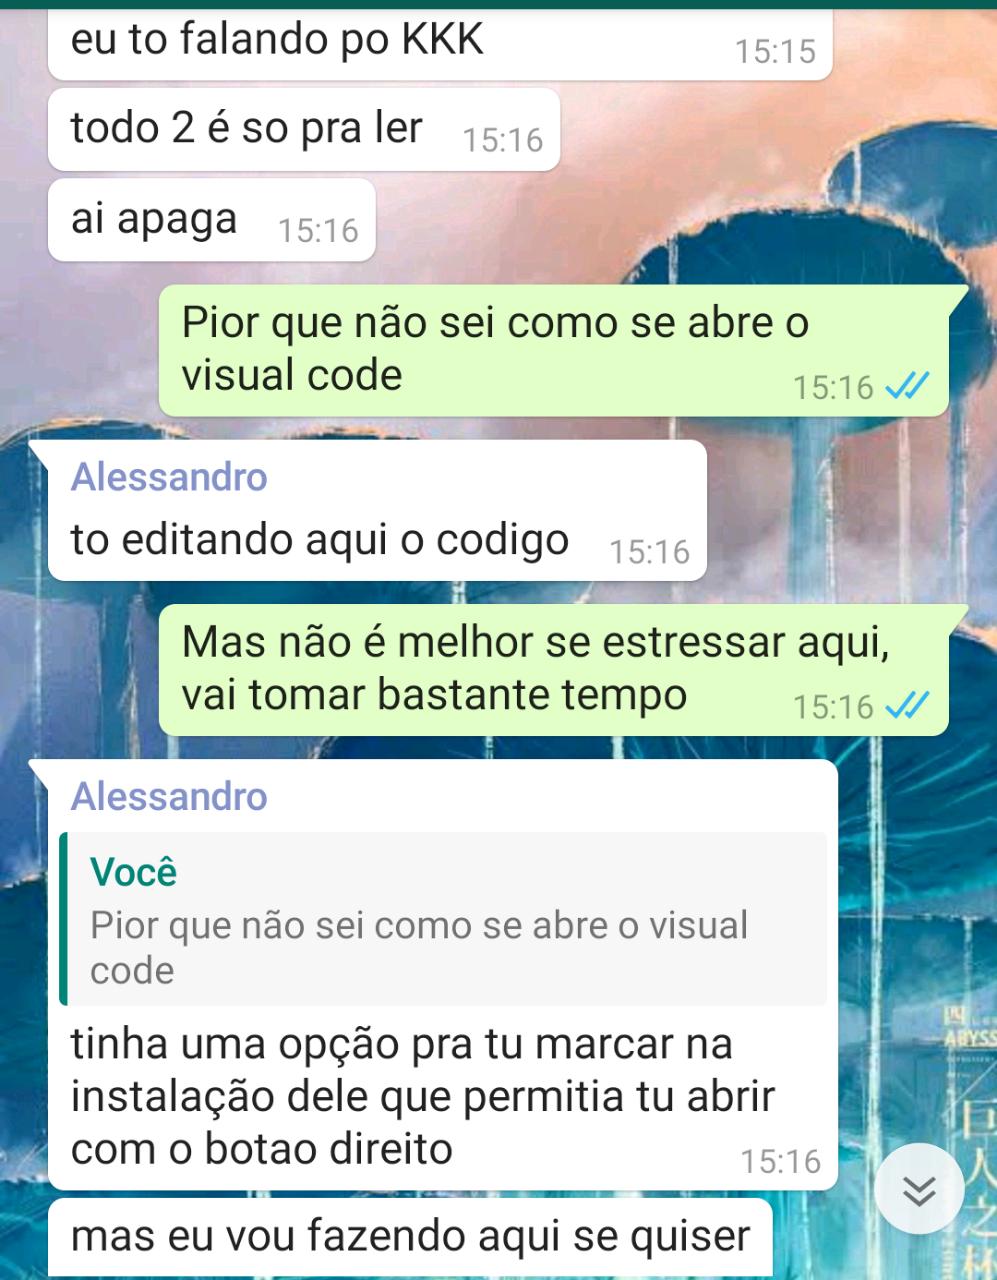 eu to falando po KKK
15:15
todo 2 é so pra ler
15:16
ai apaga
15:16
Pior que não sei como se abre o
visual code
15:16
Alessandro
to editando aqui o codigo
15:16
Mas não é melhor se estressar aqui,
vai tomar bastante tempo
15:16
Alessandro
Você
Pior que não sei como se abre o visual
code
tinha uma opção pra tu marcar na
instalação dele que permitia tu abrir
com o botao direito
15:16
mas eu vou fazendo aqui se quiser
ABYSS
巨
人
之